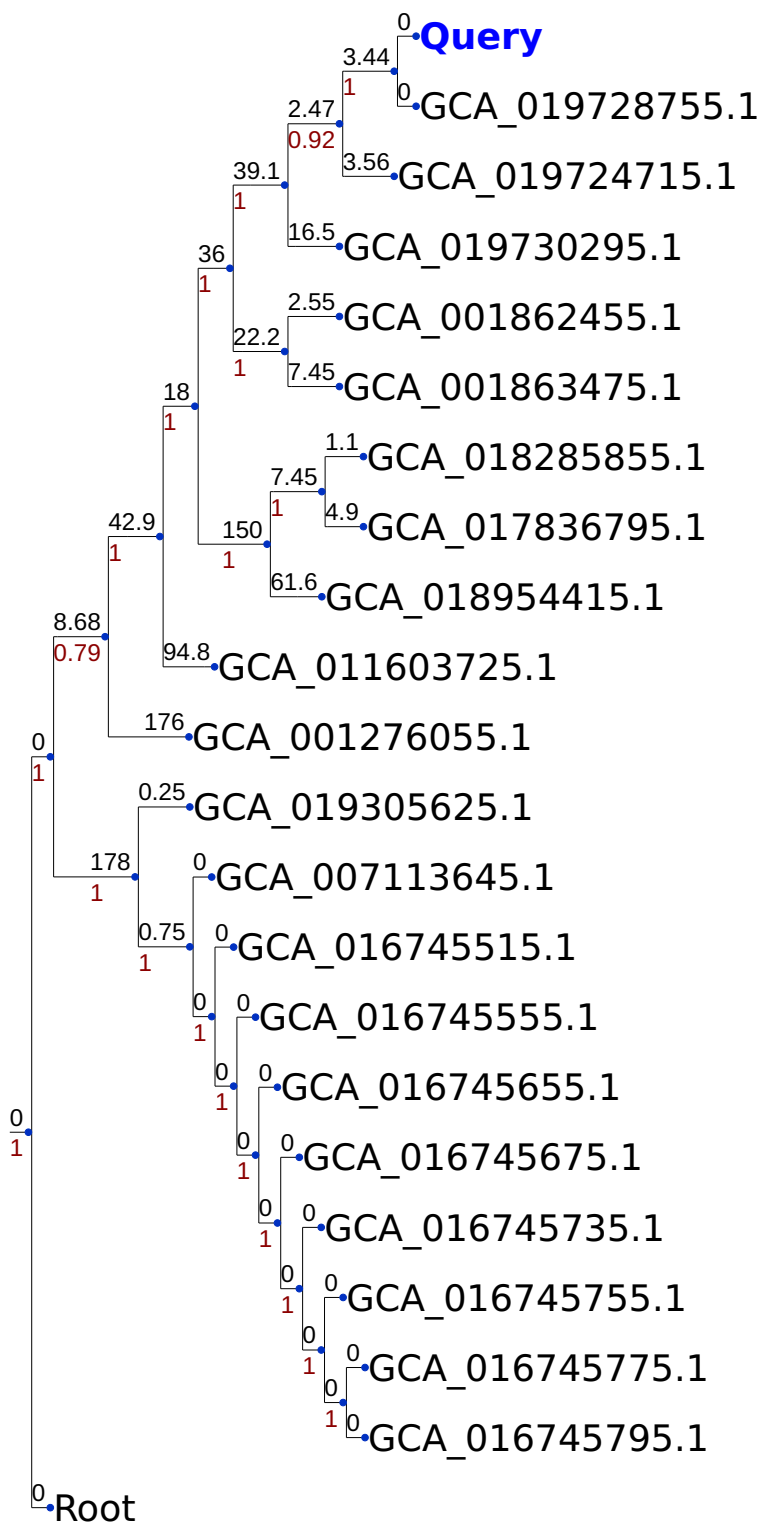 0
Query
3.44
1
0
GCA_019728755.1
2.47
0.92
3.56
GCA_019724715.1
39.1
1
16.5
GCA_019730295.1
36
1
2.55
GCA_001862455.1
22.2
1
7.45
GCA_001863475.1
18
1
1.1
GCA_018285855.1
7.45
1
4.9
GCA_017836795.1
150
1
61.6
GCA_018954415.1
42.9
1
94.8
GCA_011603725.1
8.68
0.79
176
GCA_001276055.1
0
1
0.25
GCA_019305625.1
178
1
0
GCA_007113645.1
0.75
1
0
GCA_016745515.1
0
1
0
GCA_016745555.1
0
1
0
GCA_016745655.1
0
1
0
GCA_016745675.1
0
1
0
GCA_016745735.1
0
1
0
GCA_016745755.1
0
1
0
GCA_016745775.1
0
1
0
GCA_016745795.1
0
1
0
Root